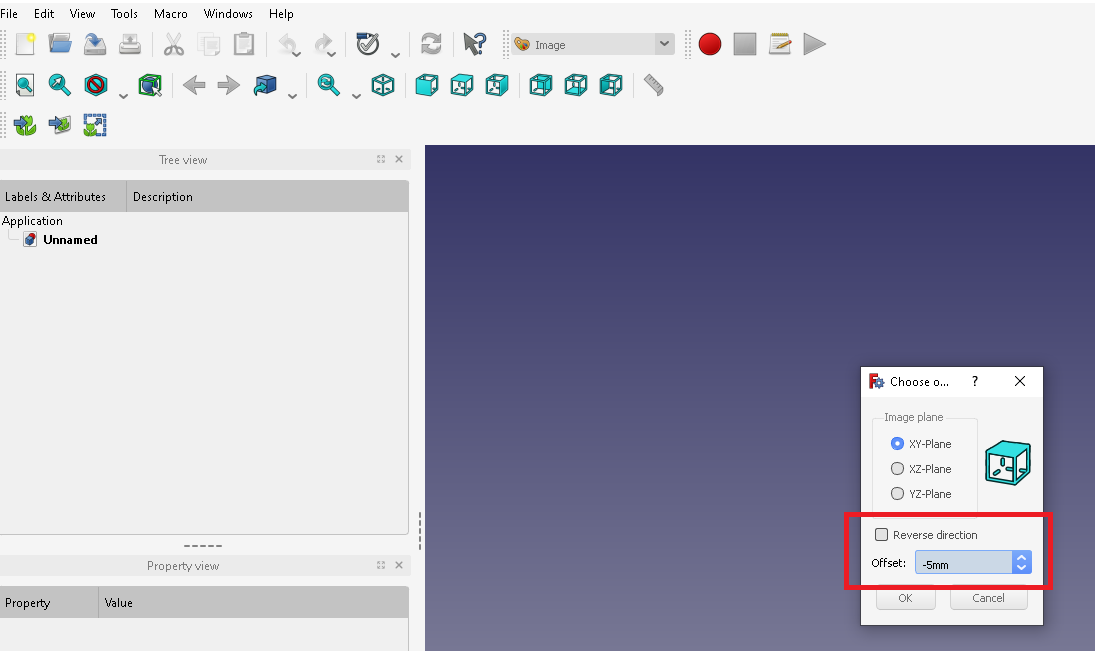 File Edit View Tools Macro Windows Help
Image
Tree view
Labels & Attributes Description
Application
Unnamed
Property view
Property Value
Choose o... ?
Image plane
XY-Plane
XZ-Plane
YZ-Plane
Reverse direction
Offset: -5mm
OK Cancel